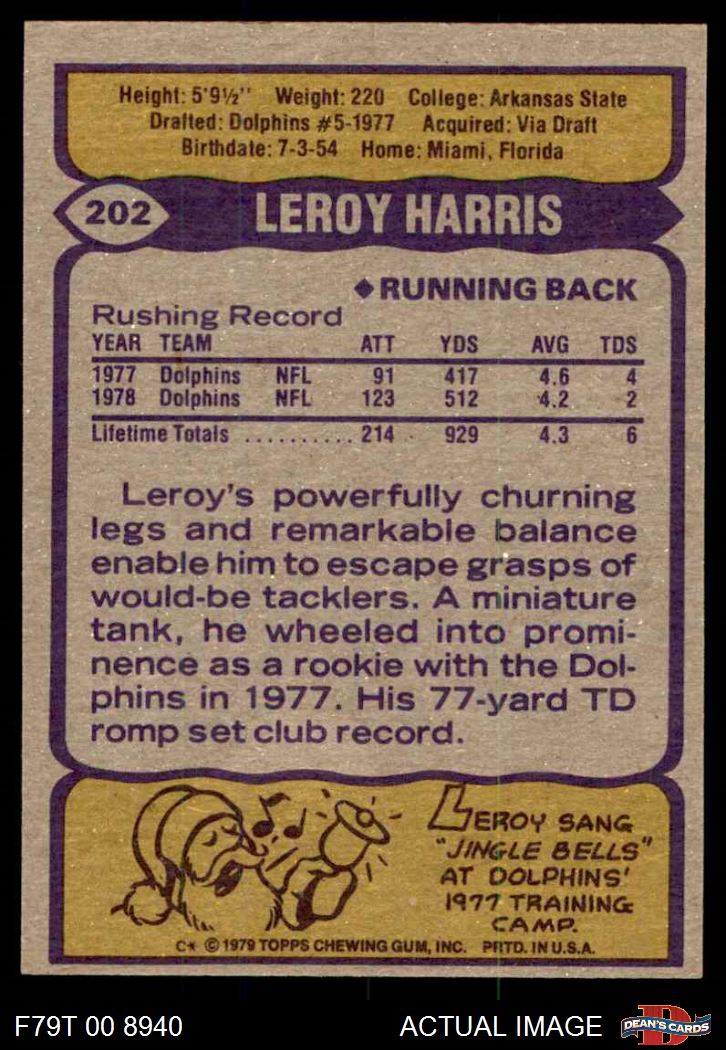 Height: 5'9½" Weight: 220 College: Arkansas State
Drafted: Dolphins #5-1977 Acquired: Via Draft
Birthdate: 7-3-54 Home: Miami, Florida
202 LEROY HARRIS
◆RUNNING BACK
Rushing Record
YEAR TEAM ATT YDS AVG TDS
1977 Dolphins NFL 91 417 4.6 4
1978 Dolphins NFL 123 512 4.2 2
Lifetime Totals .......... 214 929 4.3 6
Leroy's powerfully churning
legs and remarkable balance
enable him to escape grasps of
would-be tacklers. A miniature
tank, he wheeled into promi-
nence as a rookie with the Dol-
phins in 1977. His 77-yard TD
romp set club record.
LEROY SANG
"JINGLE BELLS"
AT DOLPHINS'
1977 TRAINING
CAMP.
C* © 1979 TOPPS CHEWING GUM, INC. PRTD. IN U.S.A.
F79T 00 8940 ACTUAL IMAGE D DEAN'S CARDS